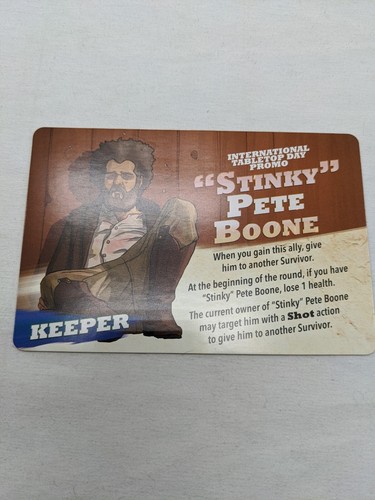 INTERNATIONAL
TABLETOP DAY
PROMO
“STINKY”
PETE
BOONE
When you gain this ally, give
him to another Survivor.
At the beginning of the round, if you have
“Stinky” Pete Boone, lose 1 health.
The current owner of “Stinky” Pete Boone
may target him with a Shot action
to give him to another Survivor.
KEEPER